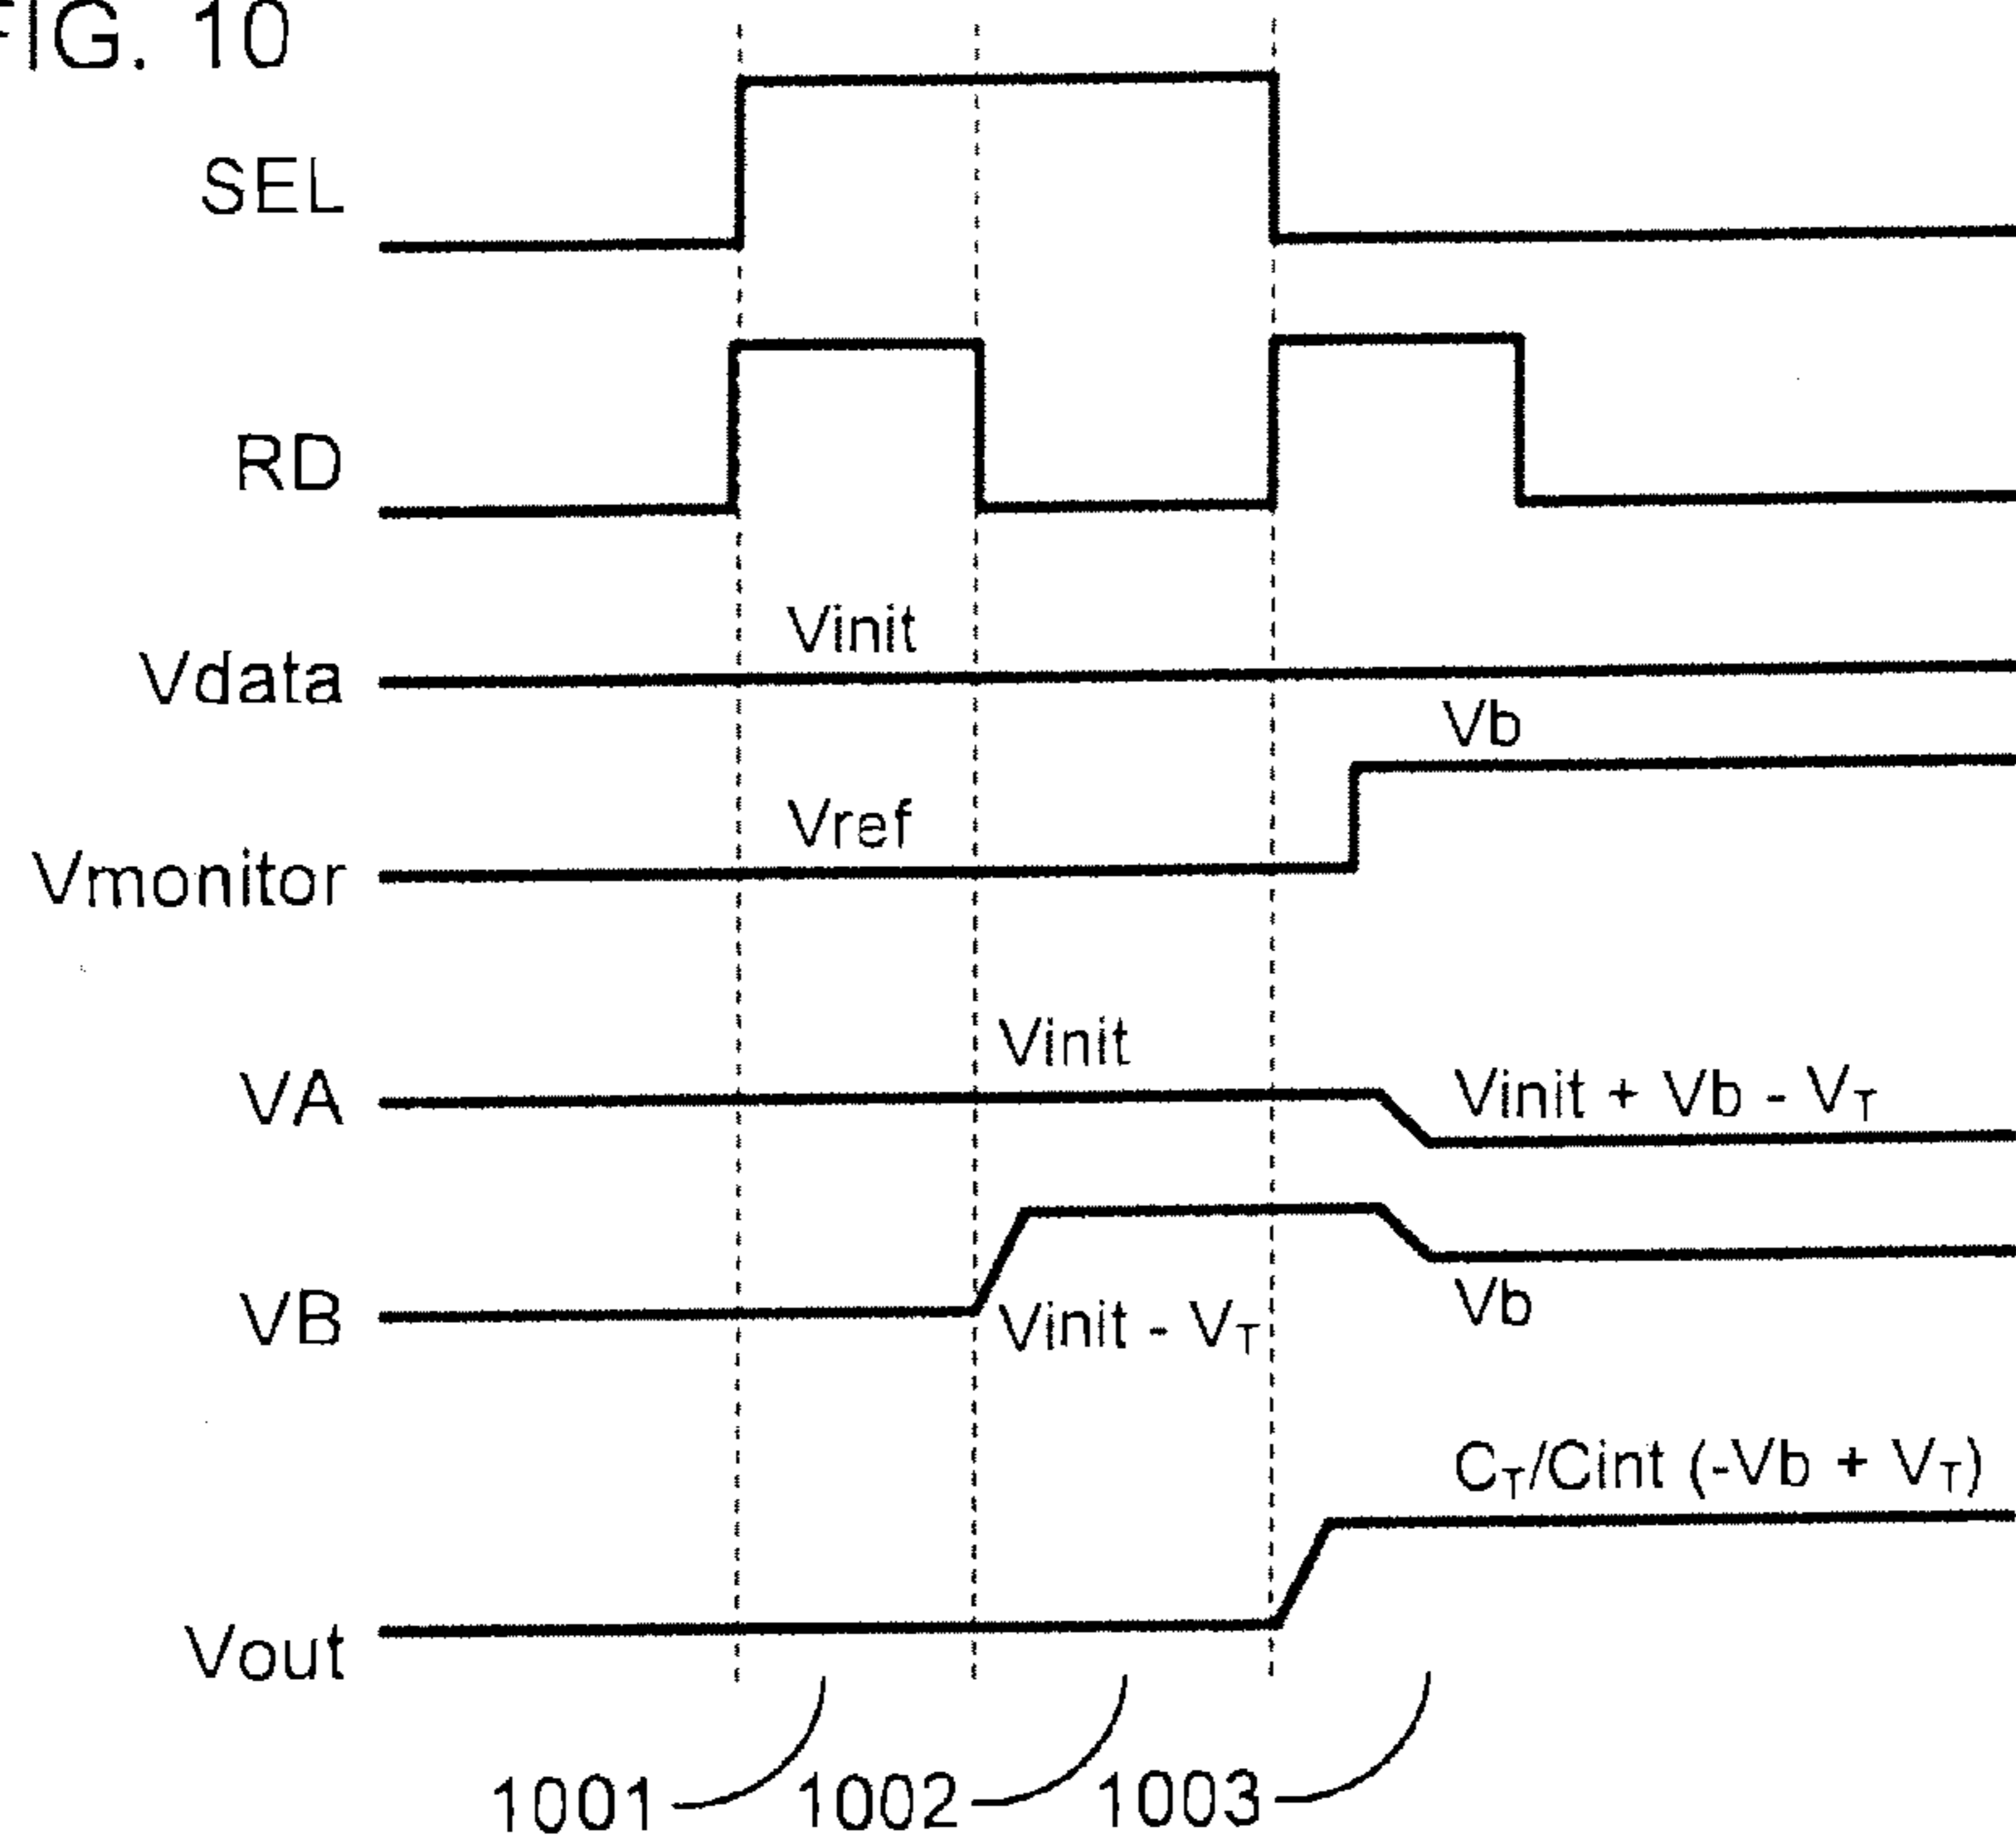 FIG. 10
SEL
RD
Vinit
Vdata
Vb
Vref
Vmonitor
Vinit
VA
Vinit + Vb - VT
VB
Vinit - VT
Vb
CT/Cint (-Vb + VT)
Vout
1001
1002
1003